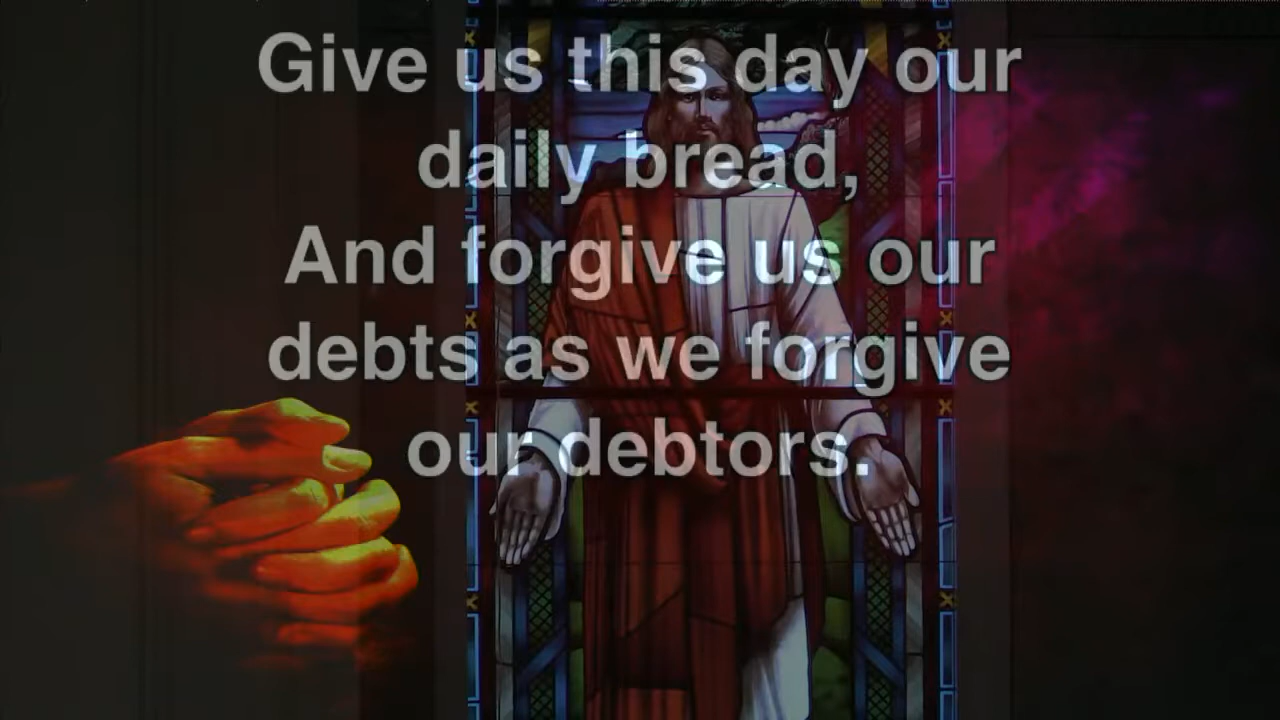 Give us this day our
daily bread,
And forgive us our
debts as we forgive
our debtors.